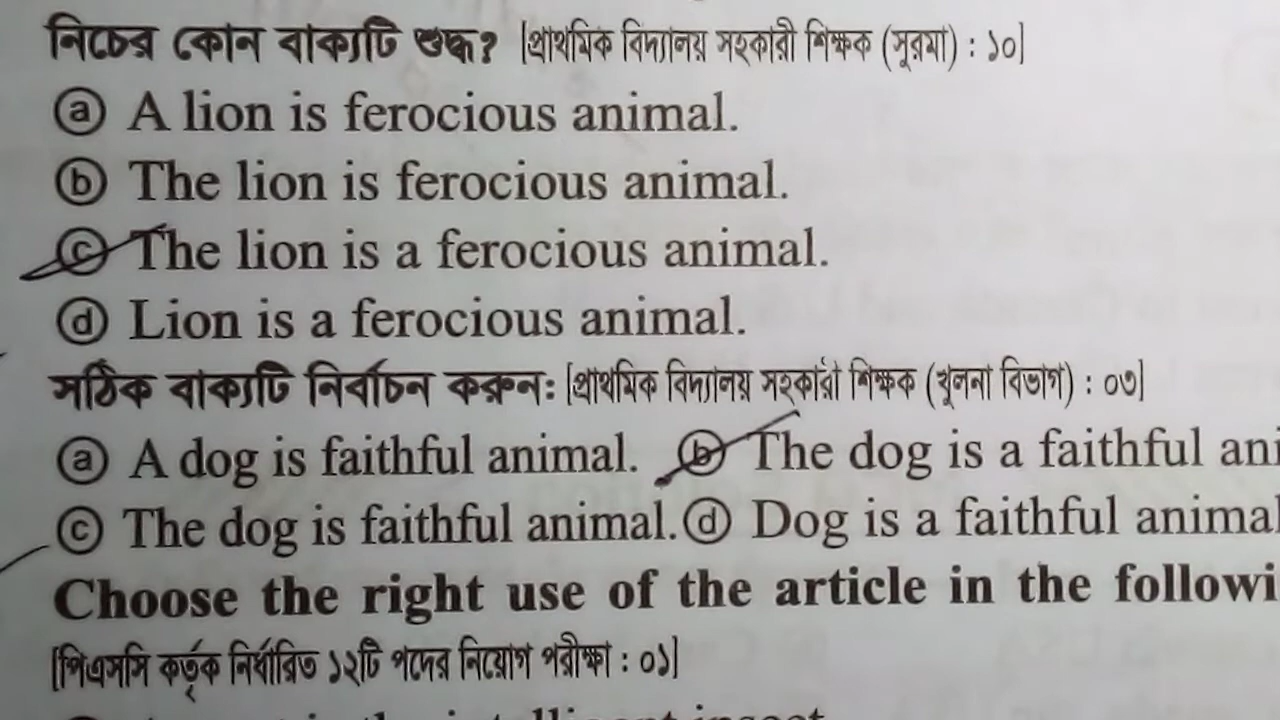 নিচের কোন বাক্যটি শুদ্ধ? [প্রাথমিক বিদ্যালয় সহকারী শিক্ষক (সুরমা) : ১০]
ⓐ A lion is ferocious animal.
ⓑ The lion is ferocious animal.
ⓒ The lion is a ferocious animal.
ⓓ Lion is a ferocious animal.
সঠিক বাক্যটি নির্বাচন করুন: [প্রাথমিক বিদ্যালয় সহকারী শিক্ষক (খুলনা বিভাগ) : ০৩]
ⓐ A dog is faithful animal. ⓑ The dog is a faithful ani
ⓒ The dog is faithful animal. ⓓ Dog is a faithful animal
Choose the right use of the article in the followi
[পিএসসি কর্তৃক নির্ধারিত ১২টি পদের নিয়োগ পরীক্ষা : ০১]